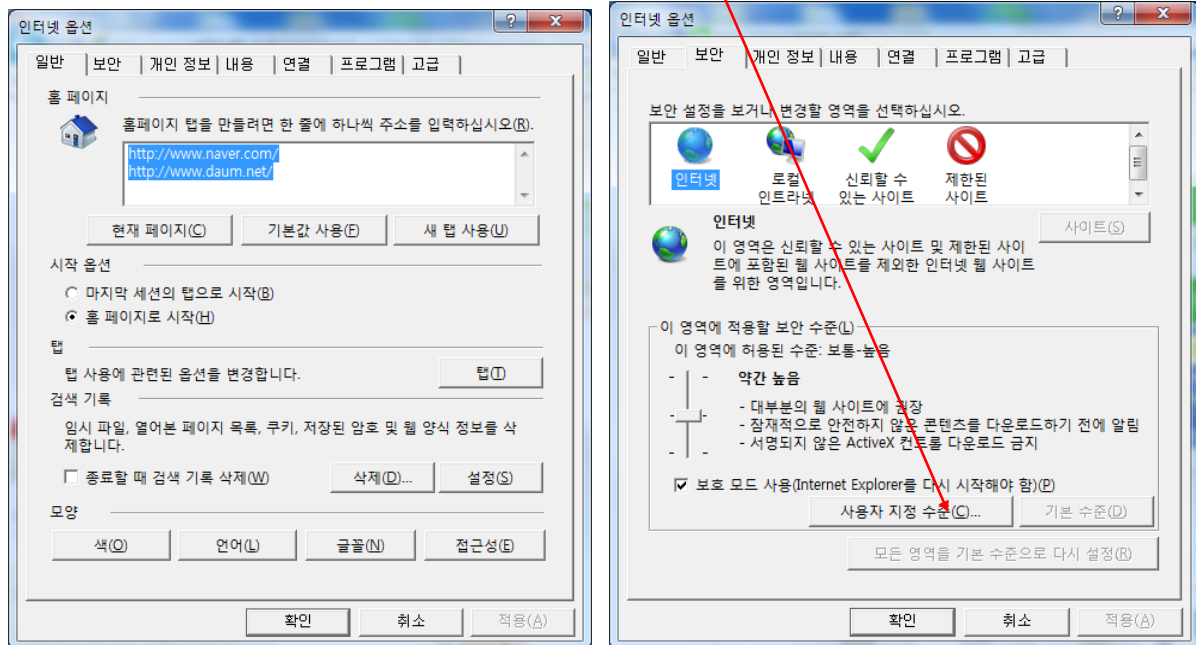 인터넷 옵션
일반 보안 개인 정보 내용 연결 프로그램 고급
홈 페이지
홈페이지 탭을 만들려면 한 줄에 하나씩 주소를 입력하십시오(R).
http://www.naver.com/
http://www.daum.net/
현재 페이지(C) 기본값 사용(F) 새 탭 사용(U)
시작 옵션
마지막 세션의 탭으로 시작(B)
홈 페이지로 시작(H)
탭
탭 사용에 관련된 옵션을 변경합니다. 탭(T)
검색 기록
임시 파일, 열어본 페이지 목록, 쿠키, 저장된 암호 및 웹 양식 정보를 삭
제합니다.
종료할 때 검색 기록 삭제(W) 삭제(D)... 설정(S)
모양
색(O) 언어(L) 글꼴(N) 접근성(E)
확인 취소 적용(A)
인터넷 옵션
일반 보안 개인 정보 내용 연결 프로그램 고급
보안 설정을 보거나 변경할 영역을 선택하십시오.
인터넷 로컬 신뢰할 수 제한된
인트라넷 있는 사이트 사이트
인터넷 사이트(S)
이 영역은 신뢰할 수 있는 사이트 및 제한된 사이
트에 포함된 웹 사이트를 제외한 인터넷 웹 사이트
를 위한 영역입니다.
이 영역에 적용할 보안 수준(L)
이 영역에 허용된 수준: 보통-높음
약간 높음
- 대부분의 웹 사이트에 권장
- 잠재적으로 안전하지 않은 콘텐츠를 다운로드하기 전에 알림
- 서명되지 않은 ActiveX 컨트롤 다운로드 금지
보호 모드 사용(Internet Explorer를 다시 시작해야 함)(P)
사용자 지정 수준(C)... 기본 수준(D)
모든 영역을 기본 수준으로 다시 설정(R)
확인 취소 적용(A)